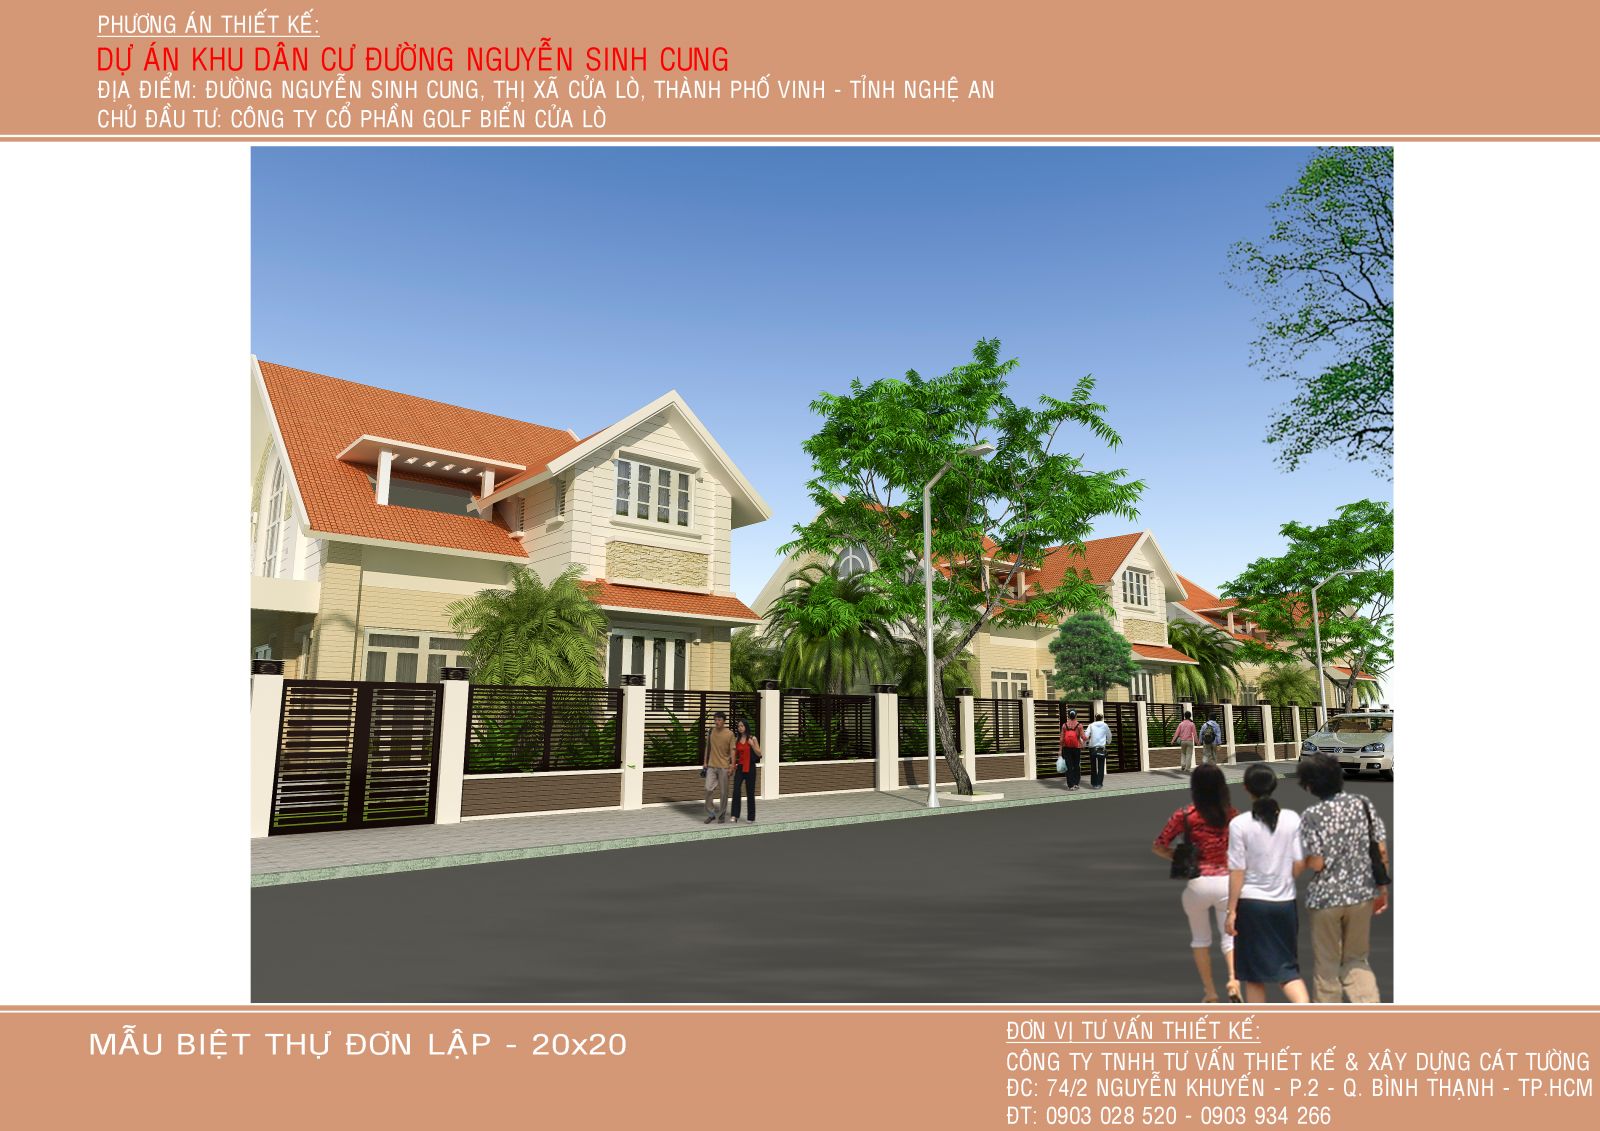 PHƯƠNG ÁN THIẾT KẾ:
DỰ ÁN KHU DÂN CƯ ĐƯỜNG NGUYỄN SINH CUNG
ĐỊA ĐIỂM: ĐƯỜNG NGUYỄN SINH CUNG, THỊ XÃ CỬA LÒ, THÀNH PHỐ VINH - TỈNH NGHỆ AN
CHỦ ĐẦU TƯ: CÔNG TY CỔ PHẦN GOLF BIỂN CỬA LÒ
MẪU BIỆT THỰ ĐƠN LẬP - 20x20
ĐƠN VỊ TƯ VẤN THIẾT KẾ:
CÔNG TY TNHH TƯ VẤN THIẾT KẾ & XÂY DỰNG CÁT TƯỜNG
ĐC: 74/2 NGUYỄN KHUYẾN - P.2 - Q. BÌNH THẠNH - TP.HCM
ĐT: 0903 028 520 - 0903 934 266